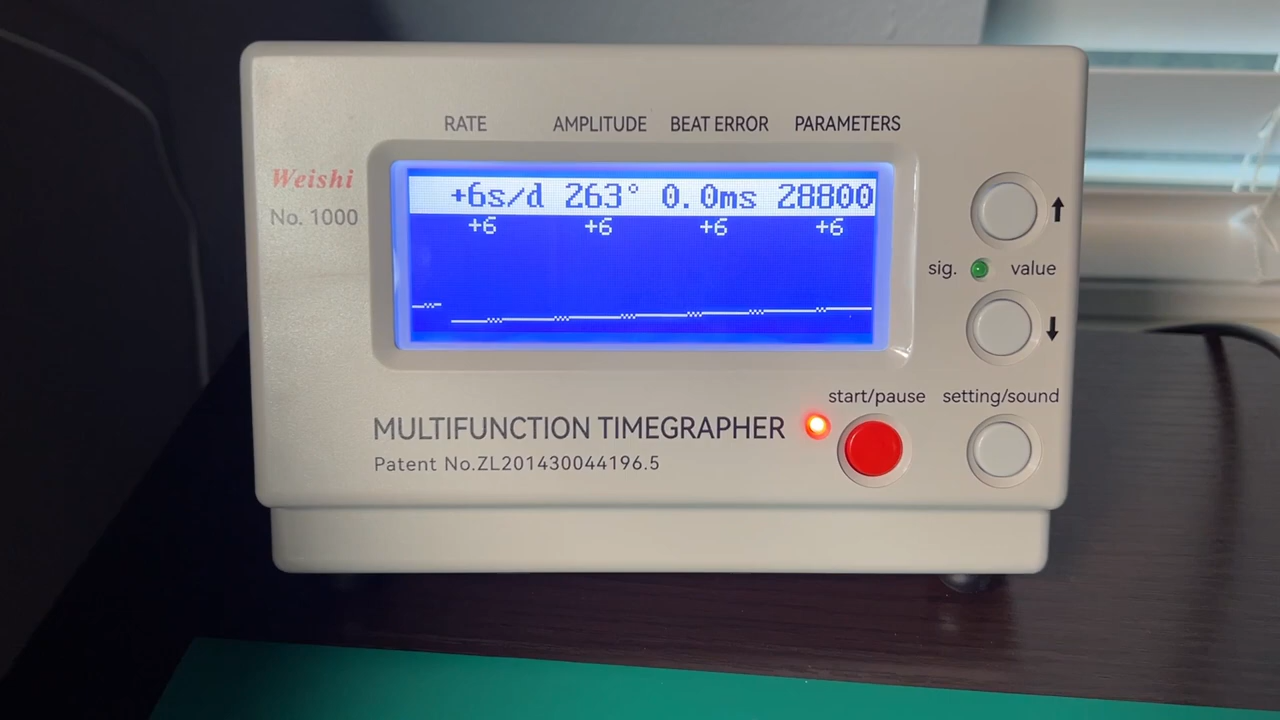 RATE AMPLITUDE BEAT ERROR PARAMETERS
Weishi
No. 1000
+6s/d 263° 0.0ms 28800
+6 +6 +6 +6
sig. value
start/pause setting/sound
MULTIFUNCTION TIMEGRAPHER
Patent No.ZL201430044196.5